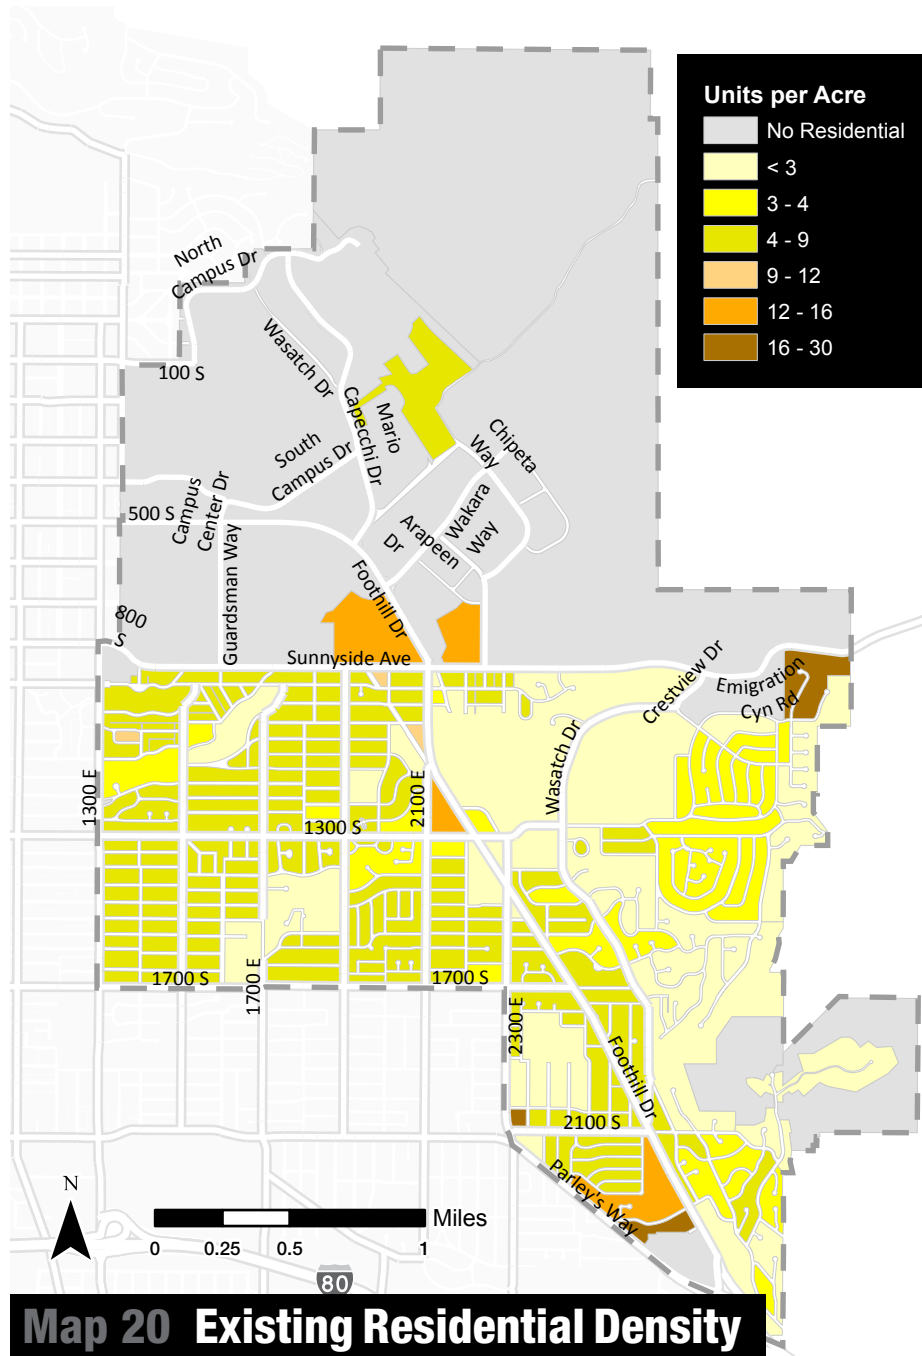 Units per Acre
No Residential
< 3
3 - 4
4 - 9
9 - 12
12 - 16
16 - 30
North
Campus Dr
Wasatch Dr
100 S
Mario
Capecchi Dr
South
Campus Dr
Chipeta
Way
Campus
Center Dr
500 S
Wakara
Way
Arapeen
Dr
Guardsman Way
Foothill Dr
800
S
Sunnyside Ave
Crestview Dr
Emigration
Cyn Rd
Wasatch Dr
1300 E
2100 E
1300 S
1700 S
1700 E
1700 S
2300 E
Foothill Dr
2100 S
Parley's Way
N
Miles
0
0.25
0.5
1
80
Map 20 Existing Residential Density